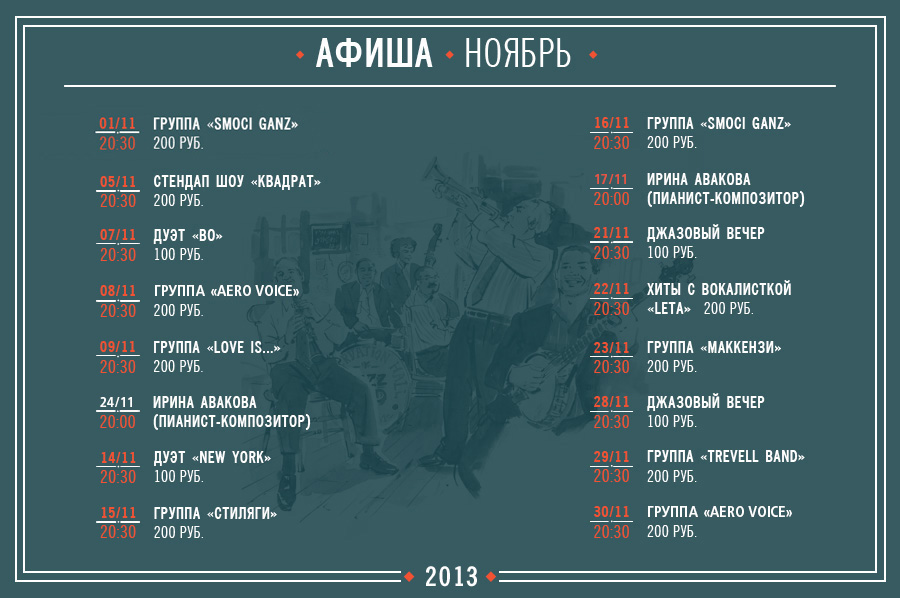 АФИША • НОЯБРЬ
01/11 ГРУППА «SMOCI GANZ»
20:30 200 РУБ.
05/11 СТЕНДАП ШОУ «КВАДРАТ»
20:30 200 РУБ.
07/11 ДУЭТ «ВО»
20:30 100 РУБ.
08/11 ГРУППА «AERO VOICE»
20:30 200 РУБ.
09/11 ГРУППА «LOVE IS...»
20:30 200 РУБ.
24/11 ИРИНА АВАКОВА
20:00 (ПИАНИСТ-КОМПОЗИТОР)
14/11 ДУЭТ «NEW YORK»
20:30 100 РУБ.
15/11 ГРУППА «СТИЛЯГИ»
20:30 200 РУБ.
16/11 ГРУППА «SMOCI GANZ»
20:30 200 РУБ.
17/11 ИРИНА АВАКОВА
20:00 (ПИАНИСТ-КОМПОЗИТОР)
21/11 ДЖАЗОВЫЙ ВЕЧЕР
20:30 100 РУБ.
22/11 ХИТЫ С ВОКАЛИСТКОЙ
20:30 «LETA» 200 РУБ.
23/11 ГРУППА «МАККЕНЗИ»
20:30 200 РУБ.
28/11 ДЖАЗОВЫЙ ВЕЧЕР
20:30 100 РУБ.
29/11 ГРУППА «TREVELL BAND»
20:30 200 РУБ.
30/11 ГРУППА «AERO VOICE»
20:30 200 РУБ.
2013